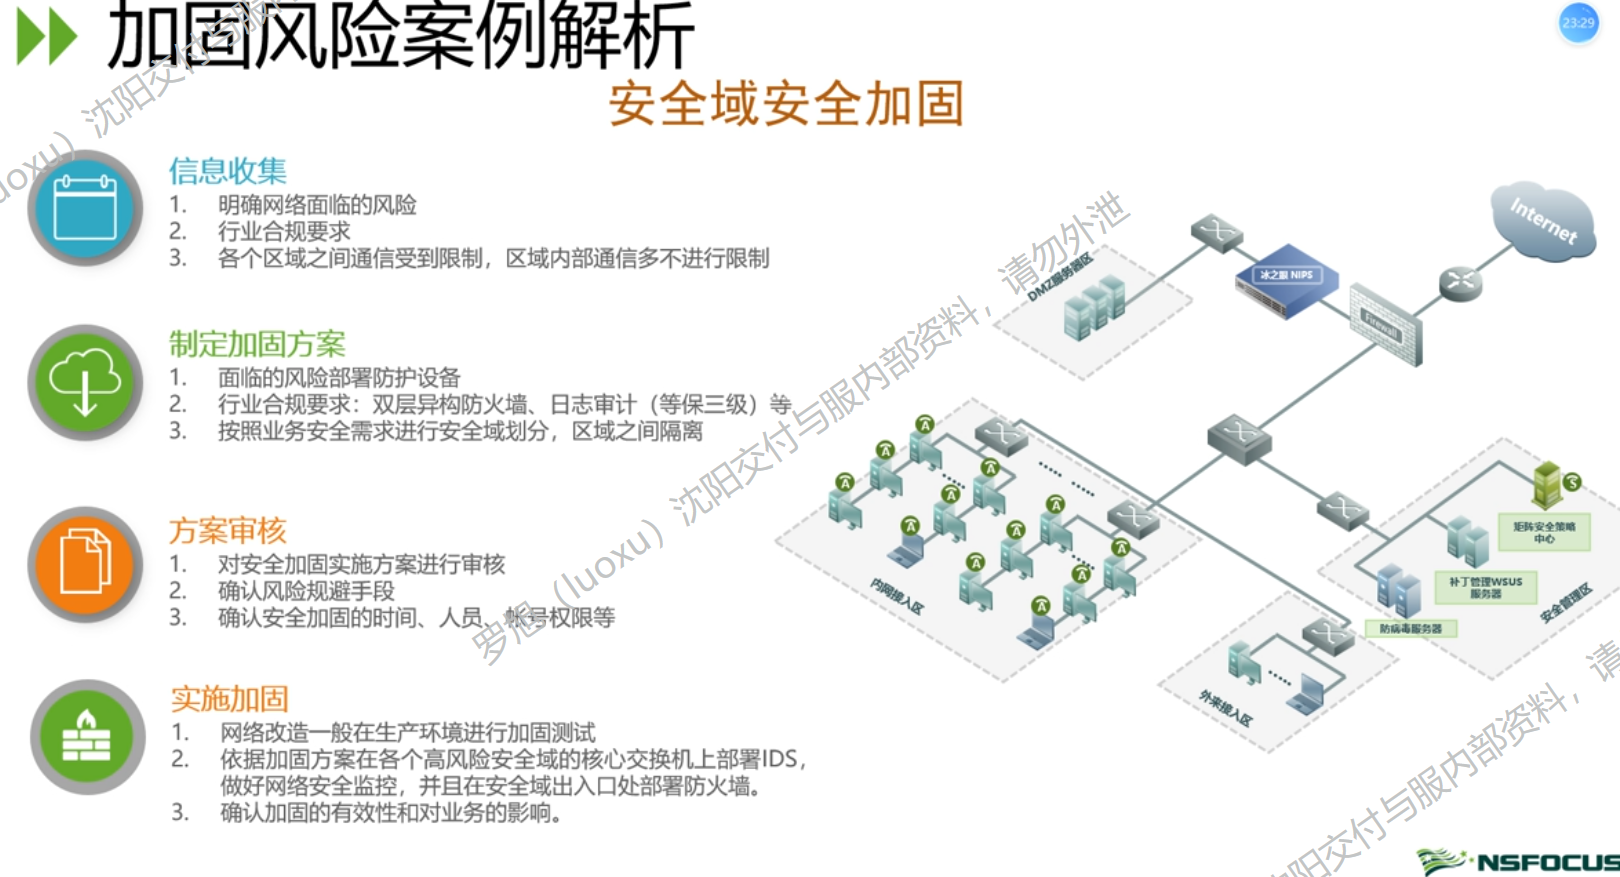 加固风险案例解析
23:29
安全域安全加固
信息收集
1. 明确网络面临的风险
2. 行业合规要求
3. 各个区域之间通信受到限制，区域内部通信多不进行限制
制定加固方案
1. 面临的风险部署防护设备
2. 行业合规要求：双层异构防火墙、日志审计（等保三级）等
3. 按照业务安全需求进行安全域划分，区域之间隔离
方案审核
1. 对安全加固实施方案进行审核
2. 确认风险规避手段
3. 确认安全加固的时间、人员、帐号权限等
实施加固
1. 网络改造一般在生产环境进行加固测试
2. 依据加固方案在各个高风险安全域的核心交换机上部署IDS，
做好网络安全监控，并且在安全域出入口处部署防火墙。
3. 确认加固的有效性和对业务的影响。
Internet
冰之眼 NIPS
Firewall
DMZ服务器区
内网接入区
外来接入区
安全管理区
矩阵安全策略
中心
补丁管理WSUS
服务器
防病毒服务器
A
A
A
A
A
A
A
A
A
A
A
A
A
S
uoxu）沈阳交付与服
罗旭（luoxu）沈阳交付与服内部资料，请勿外泄
沈阳交付与服内部资料，请
NSFOCUS